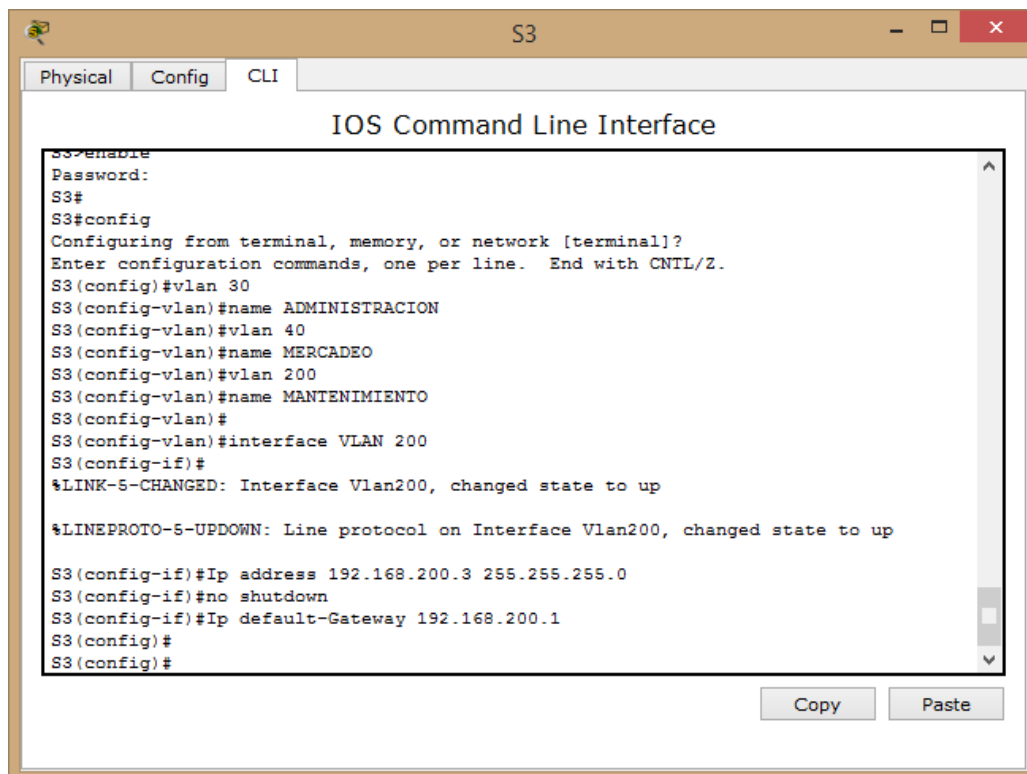 S3
Physical Config CLI
IOS Command Line Interface
S3>enable
Password:
S3#
S3#config
Configuring from terminal, memory, or network [terminal]?
Enter configuration commands, one per line.  End with CNTL/Z.
S3(config)#vlan 30
S3(config-vlan)#name ADMINISTRACION
S3(config-vlan)#vlan 40
S3(config-vlan)#name MERCADEO
S3(config-vlan)#vlan 200
S3(config-vlan)#name MANTENIMIENTO
S3(config-vlan)#
S3(config-vlan)#interface VLAN 200
S3(config-if)#
%LINK-5-CHANGED: Interface Vlan200, changed state to up
%LINEPROTO-5-UPDOWN: Line protocol on Interface Vlan200, changed state to up
S3(config-if)#Ip address 192.168.200.3 255.255.255.0
S3(config-if)#no shutdown
S3(config-if)#Ip default-Gateway 192.168.200.1
S3(config)#
S3(config)#
Copy Paste